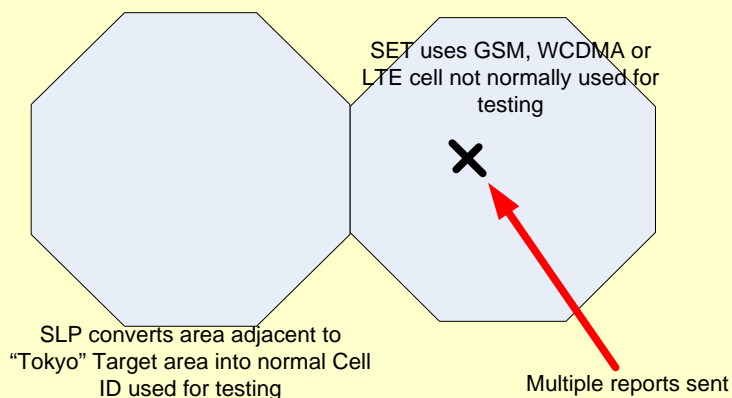 SET uses GSM, WCDMA or
LTE cell not normally used for
testing
SLP converts area adjacent to
“Tokyo” Target area into normal Cell
ID used for testing
Multiple reports sent